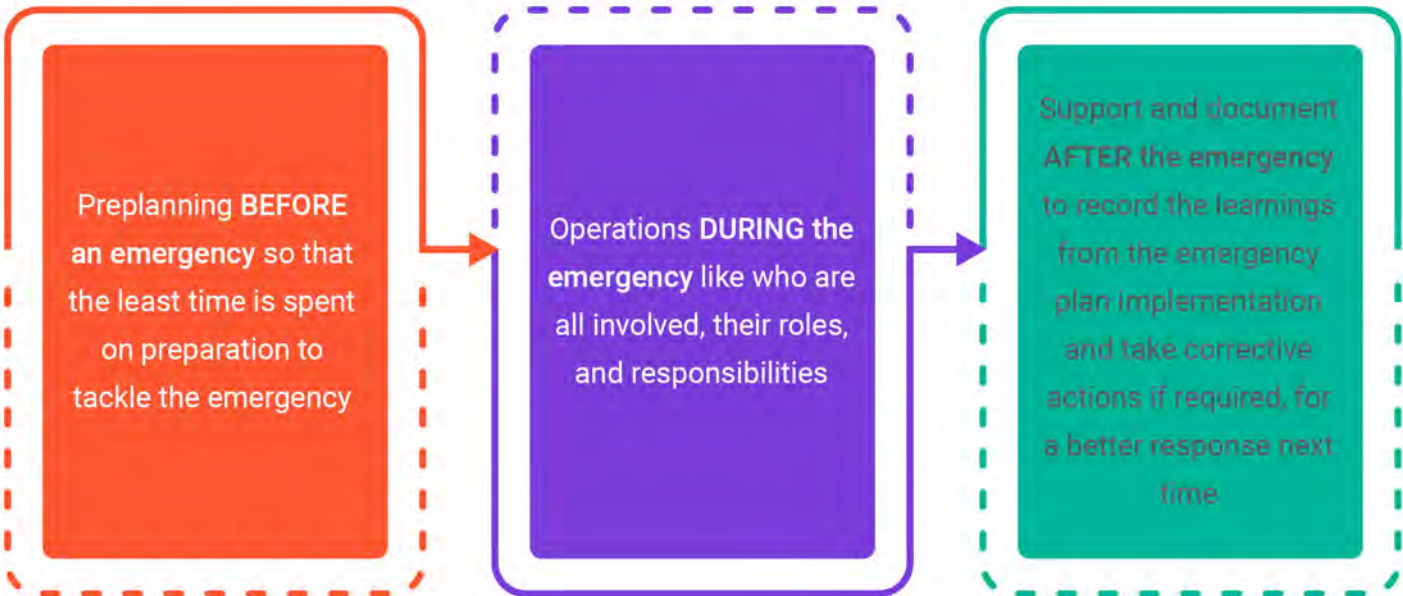 Preplanning BEFORE
an emergency so that
the least time is spent
on preparation to
tackle the emergency
Operations DURING the
emergency like who are
all involved, their roles,
and responsibilities
Support and document
AFTER the emergency
to record the learnings
from the emergency
plan implementation
and take corrective
actions if required, for
a better response next
time